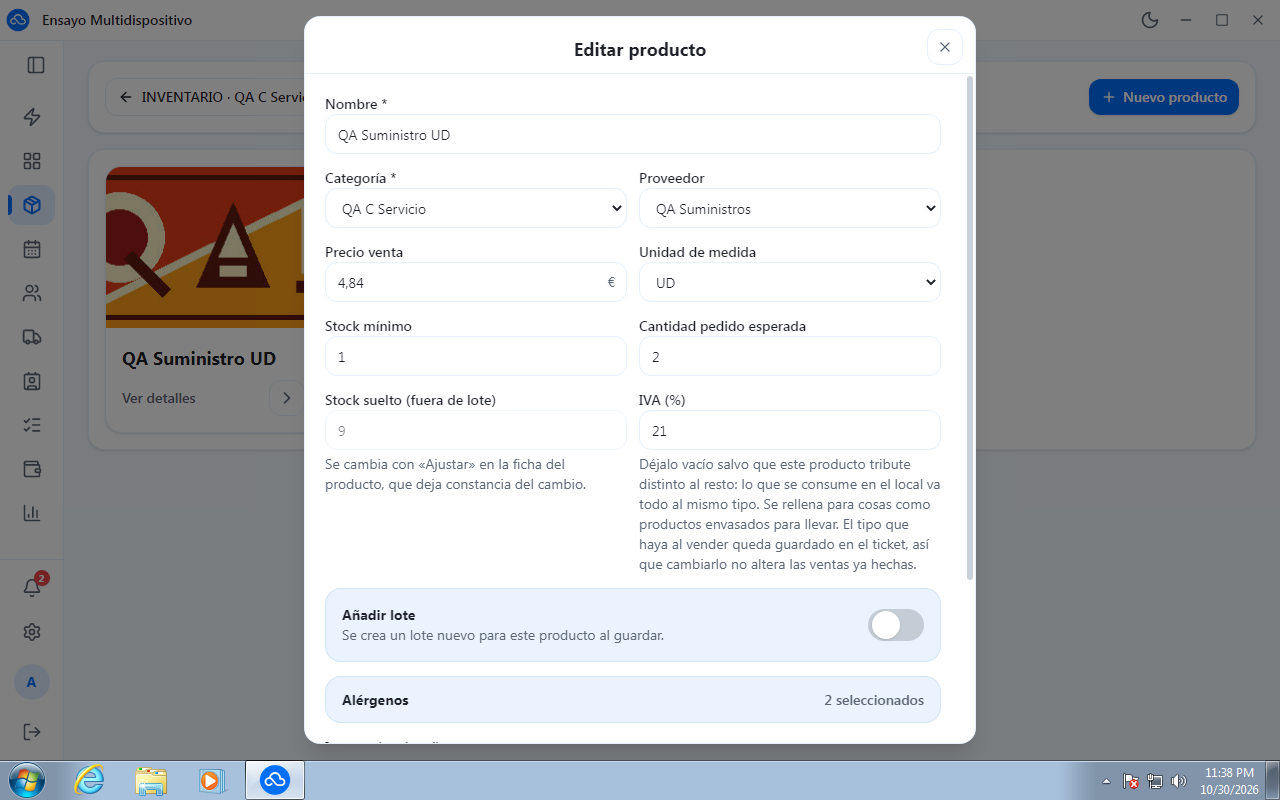 Ensayo Multidispositivo
Editar producto
INVENTARIO · QA C Servi
Nuevo producto
Nombre *
QA Suministro UD
Categoría *
Proveedor
QA C Servicio
QA Suministros
Precio venta
Unidad de medida
4,84 €
UD
Stock mínimo
Cantidad pedido esperada
1
2
Stock suelto (fuera de lote)
IVA (%)
9
21
Se cambia con «Ajustar» en la ficha del
producto, que deja constancia del cambio.
Déjalo vacío salvo que este producto tribute
distinto al resto: lo que se consume en el local va
todo al mismo tipo. Se rellena para cosas como
productos envasados para llevar. El tipo que
haya al vender queda guardado en el ticket, así
que cambiarlo no altera las ventas ya hechas.
Añadir lote
Se crea un lote nuevo para este producto al guardar.
Alérgenos
2 seleccionados
QA
QA Suministro UD
Ver detalles
2
A
11:38 PM
10/30/2026